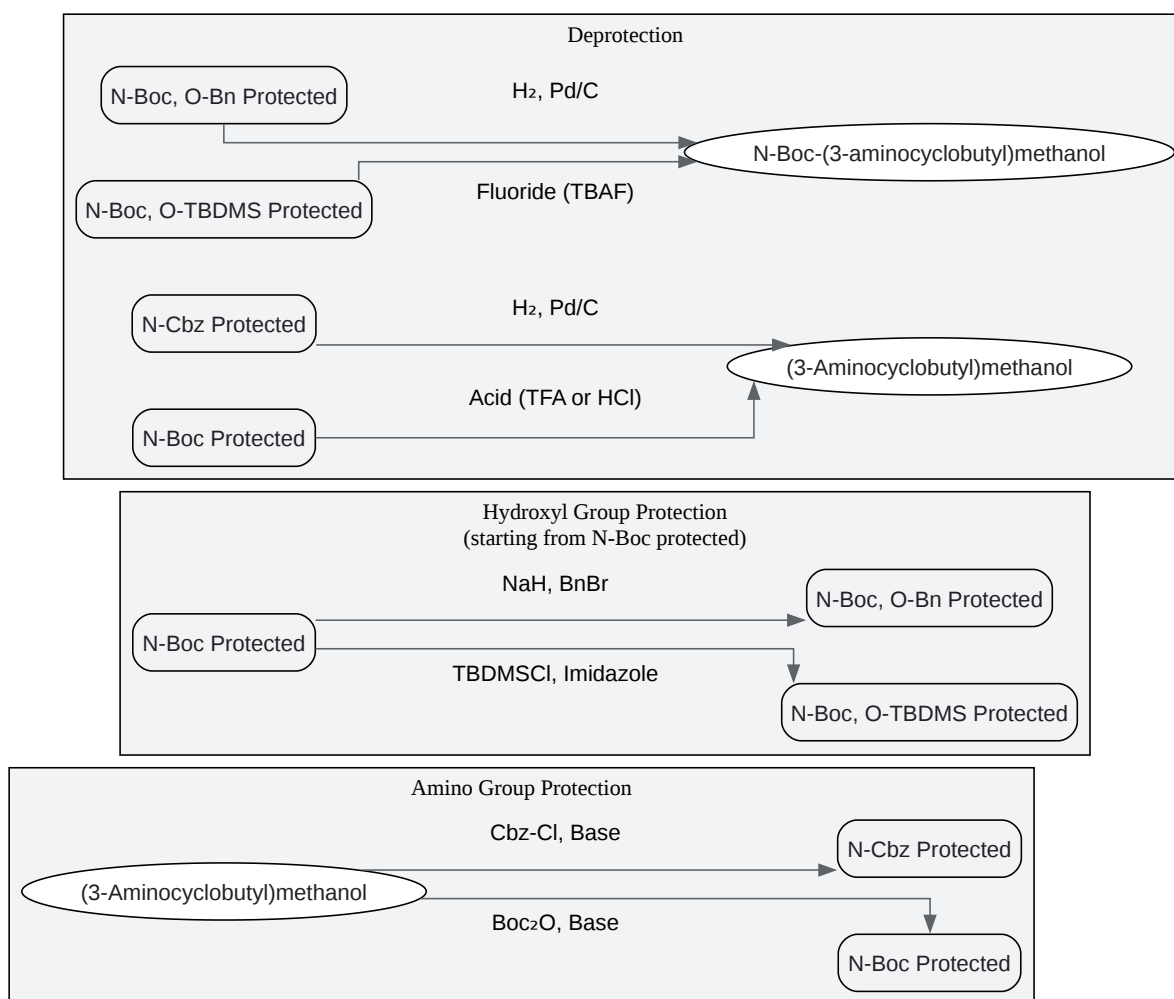 Deprotection
N-Boc, O-Bn Protected
H₂, Pd/C
N-Boc-(3-aminocyclobutyl)methanol
Fluoride (TBAF)
N-Boc, O-TBDMS Protected
H₂, Pd/C
N-Cbz Protected
(3-Aminocyclobutyl)methanol
Acid (TFA or HCl)
N-Boc Protected
Hydroxyl Group Protection
(starting from N-Boc protected)
NaH, BnBr
N-Boc, O-Bn Protected
N-Boc Protected
TBDMSCl, Imidazole
N-Boc, O-TBDMS Protected
Amino Group Protection
Cbz-Cl, Base
N-Cbz Protected
(3-Aminocyclobutyl)methanol
Boc₂O, Base
N-Boc Protected